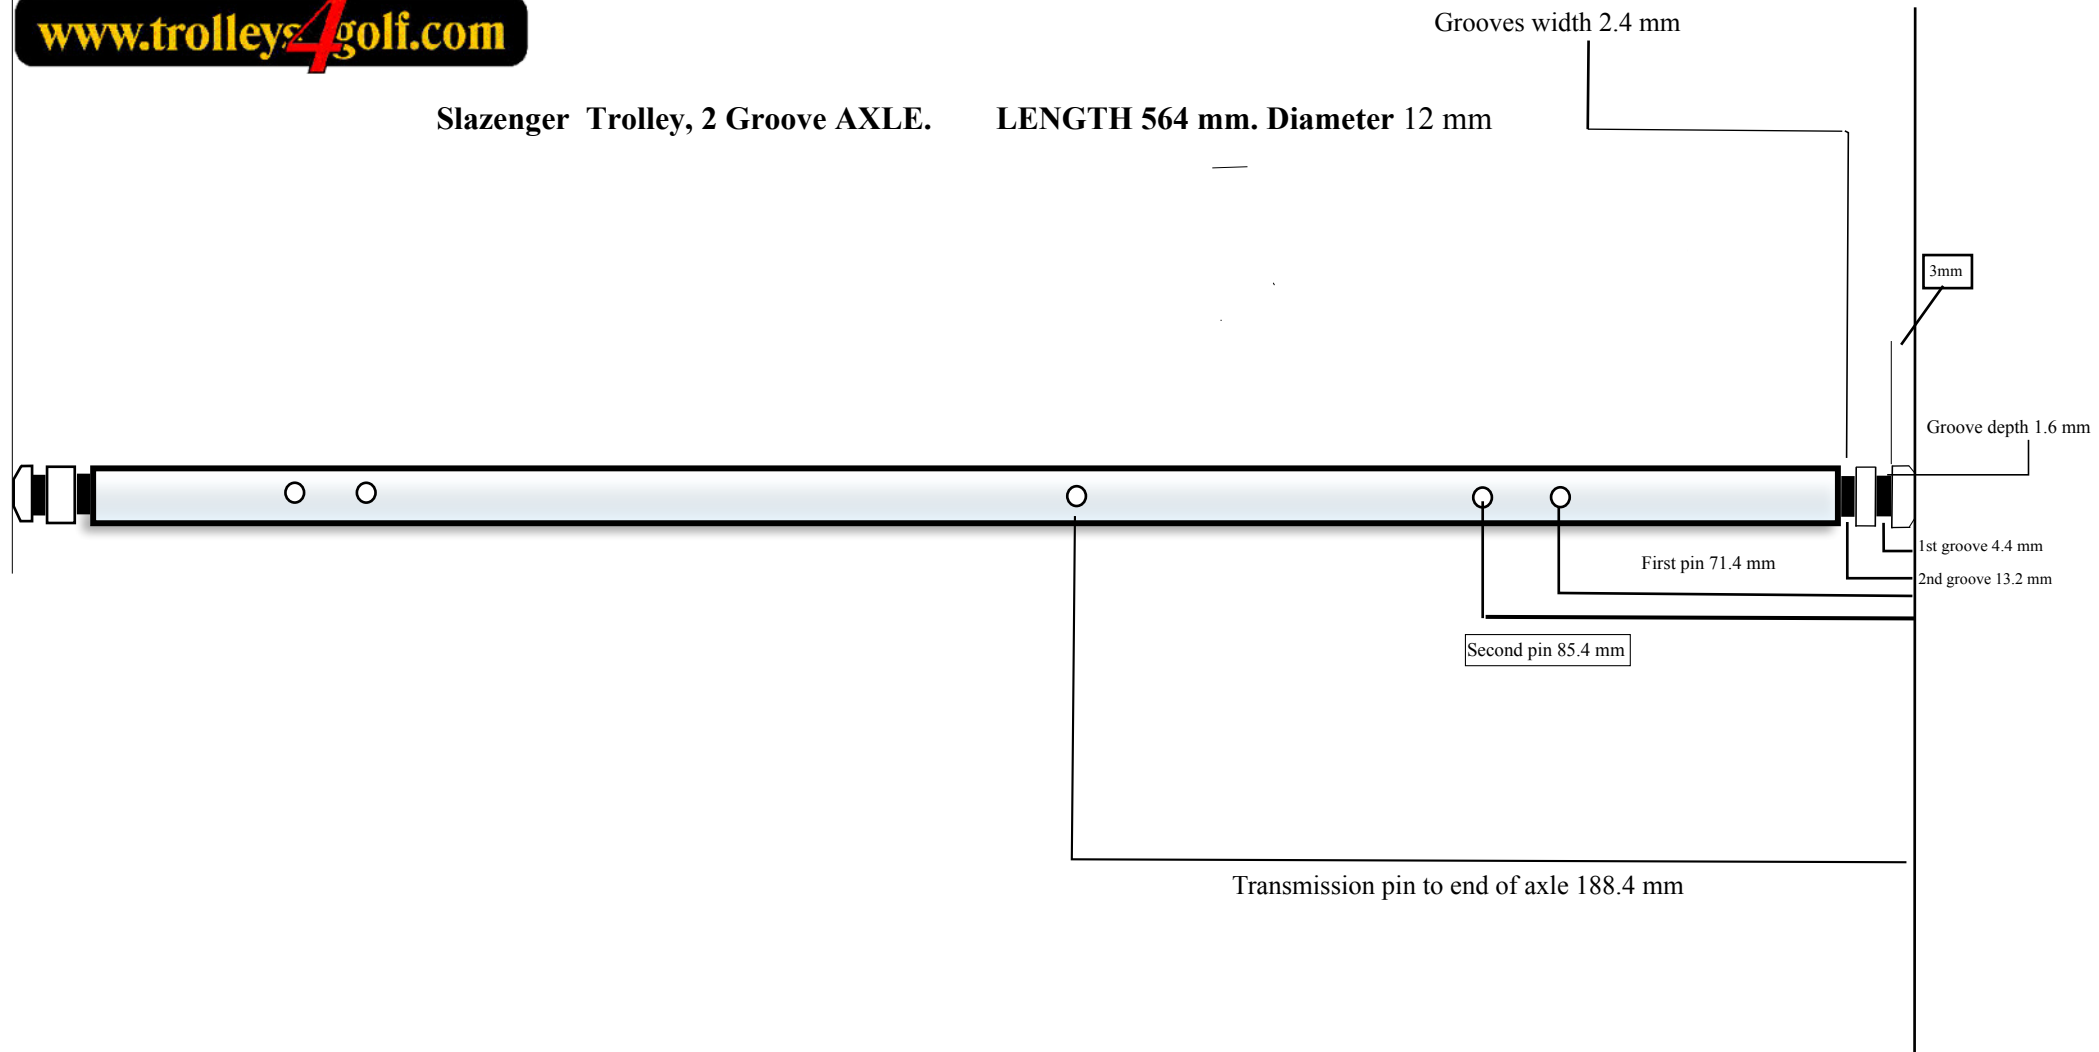 www.trolleys4golf.com
Grooves width 2.4 mm
Slazenger Trolley, 2 Groove AXLE. LENGTH 564 mm. Diameter 12 mm
3mm
Groove depth 1.6 mm
1st groove 4.4 mm
First pin 71.4 mm
2nd groove 13.2 mm
Second pin 85.4 mm
Transmission pin to end of axle 188.4 mm